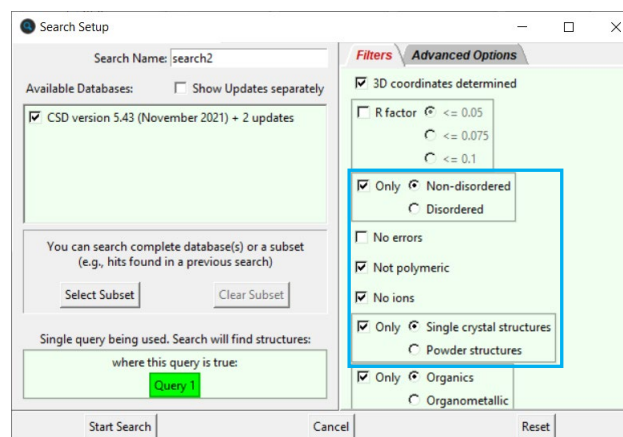 Search Setup
Search Name: search2
Available Databases: Show Updates separately
CSD version 5.43 (November 2021) + 2 updates
You can search complete database(s) or a subset
(e.g., hits found in a previous search)
Select Subset Clear Subset
Single query being used. Search will find structures:
where this query is true:
Query 1
Filters Advanced Options
3D coordinates determined
R factor <= 0.05
<= 0.075
<= 0.1
Only Non-disordered
Disordered
No errors
Not polymeric
No ions
Only Single crystal structures
Powder structures
Only Organics
Organometallic
Start Search Cancel Reset